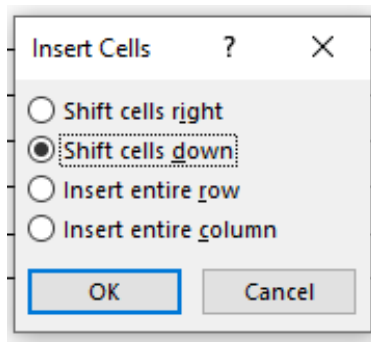 Insert Cells ?
Shift cells right
Shift cells down
Insert entire row
Insert entire column
OK Cancel